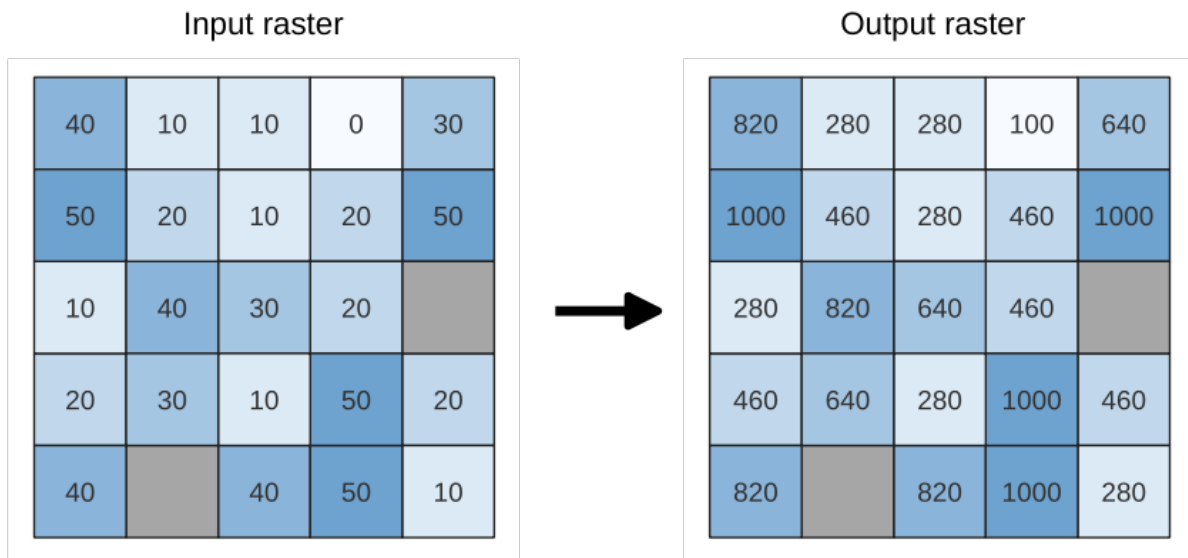 Input raster
Output raster
40 10 10 0 30
50 20 10 20 50
10 40 30 20
20 30 10 50 20
40 40 50 10
820 280 280 100 640
1000 460 280 460 1000
280 820 640 460
460 640 280 1000 460
820 820 1000 280